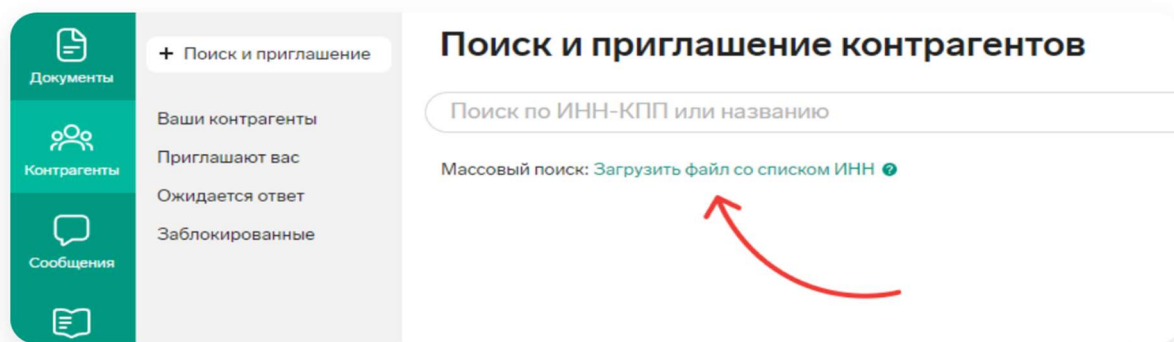 Документы
Контрагенты
Сообщения
+ Поиск и приглашение
Ваши контрагенты
Приглашают вас
Ожидается ответ
Заблокированные
Поиск и приглашение контрагентов
Поиск по ИНН-КПП или названию
Массовый поиск: Загрузить файл со списком ИНН ?